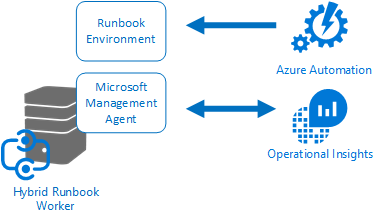 Runbook
Environment
Azure Automation
Microsoft
Management
Agent
Operational Insights
Hybrid Runbook
Worker